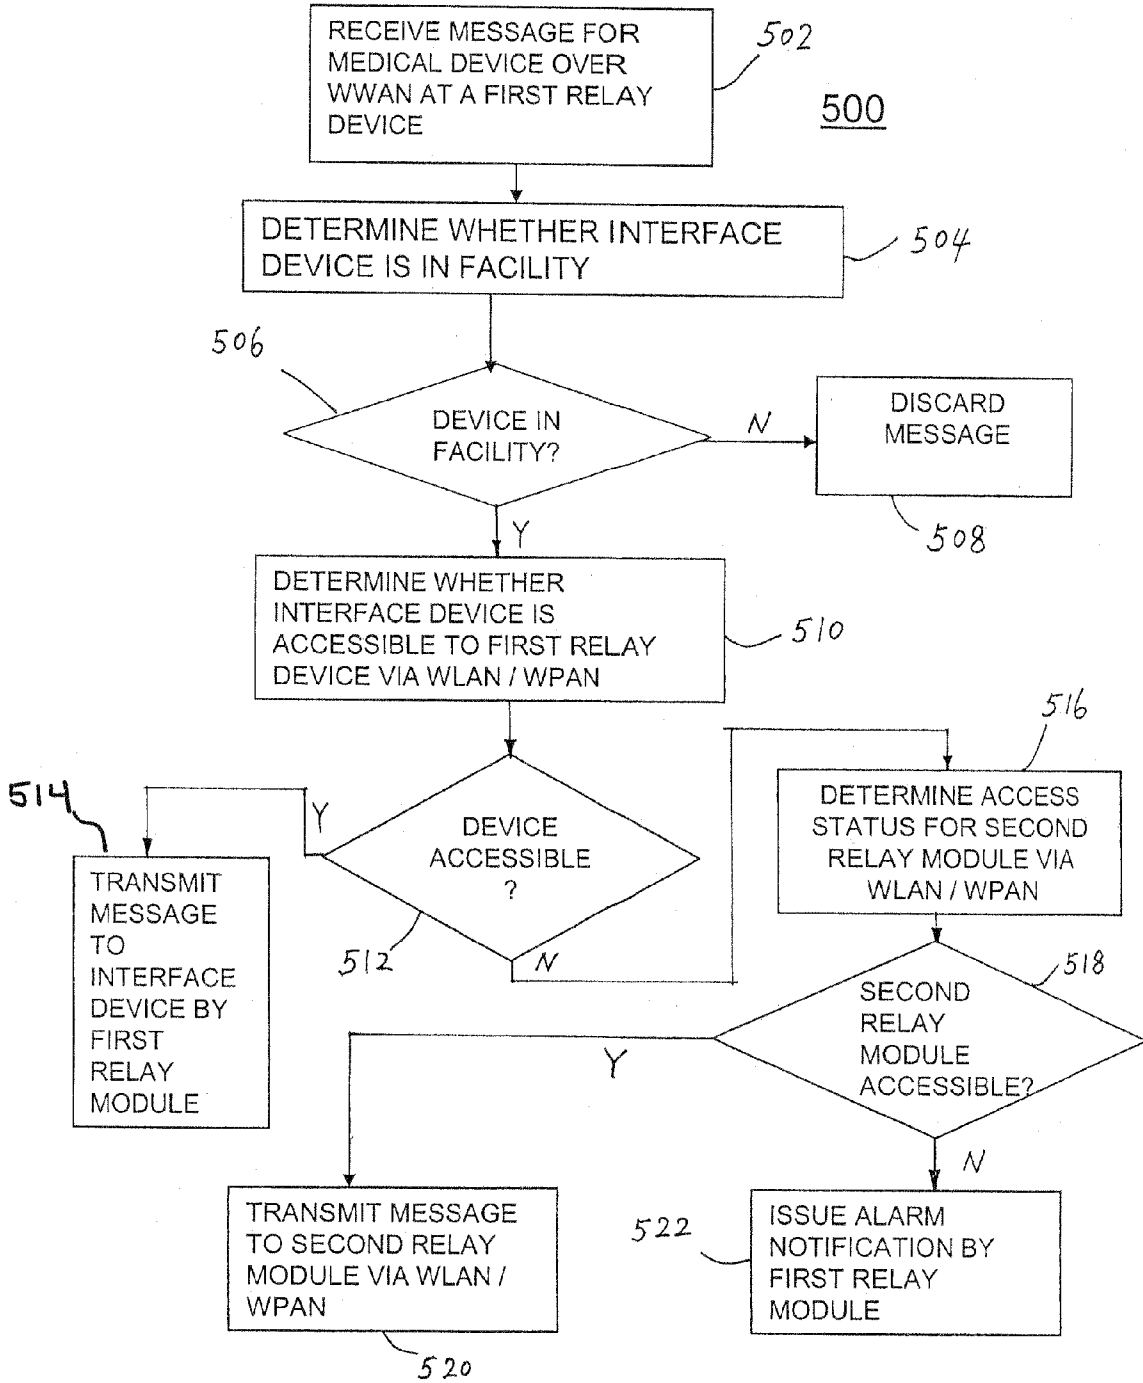 RECEIVE MESSAGE FOR
MEDICAL DEVICE OVER
WWAN AT A FIRST RELAY
DEVICE
502
500
DETERMINE WHETHER INTERFACE
DEVICE IS IN FACILITY
504
506
DEVICE IN
FACILITY?
N
DISCARD
MESSAGE
508
Y
DETERMINE WHETHER
INTERFACE DEVICE IS
ACCESSIBLE TO FIRST RELAY
DEVICE VIA WLAN / WPAN
510
516
514
Y
DEVICE
ACCESSIBLE
?
512
N
TRANSMIT
MESSAGE
TO
INTERFACE
DEVICE BY
FIRST
RELAY
MODULE
DETERMINE ACCESS
STATUS FOR SECOND
RELAY MODULE VIA
WLAN / WPAN
518
SECOND
RELAY
MODULE
ACCESSIBLE?
Y
N
TRANSMIT MESSAGE
TO SECOND RELAY
MODULE VIA WLAN /
WPAN
520
522
ISSUE ALARM
NOTIFICATION BY
FIRST RELAY
MODULE